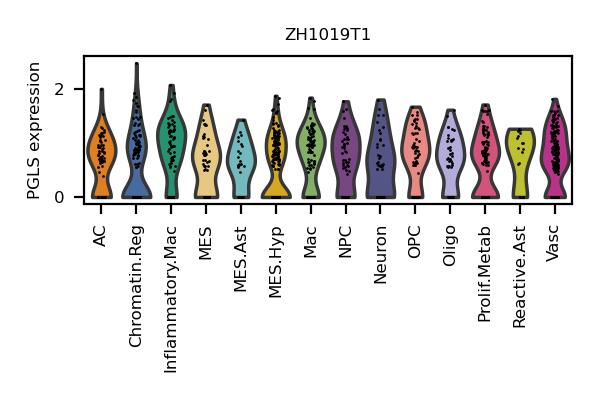 ZH1019T1
PGLS expression
2
0
AC
Chromatin.Reg
Inflammatory.Mac
MES
MES.Ast
MES.Hyp
Mac
NPC
Neuron
OPC
Oligo
Prolif.Metab
Reactive.Ast
Vasc